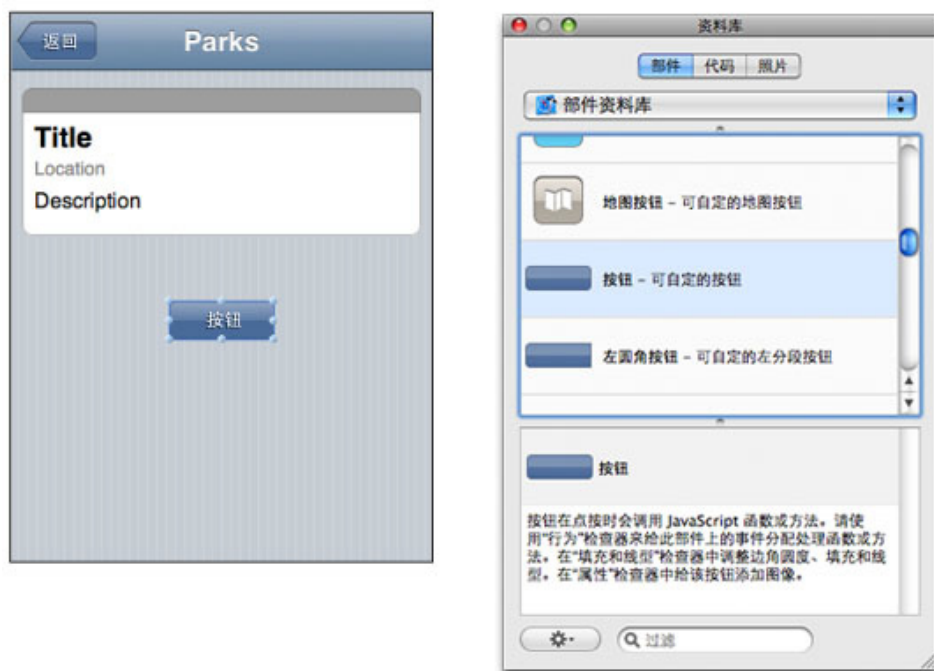 返回
Parks
Title
Location
Description
按钮
资料库
部件 代码 照片
部件资料库
地图按钮 – 可自定的地图按钮
按钮 – 可自定的按钮
左圆角按钮 – 可自定的左分段按钮
按钮
按钮在点按时会调用 JavaScript 函数或方法。请使
用“行为”检查器来给此部件上的事件分配处理函数或方
法。在“填充和线型”检查器中调整边角圆度、填充和线
型。在“属性”检查器中给该按钮添加图像。
过滤